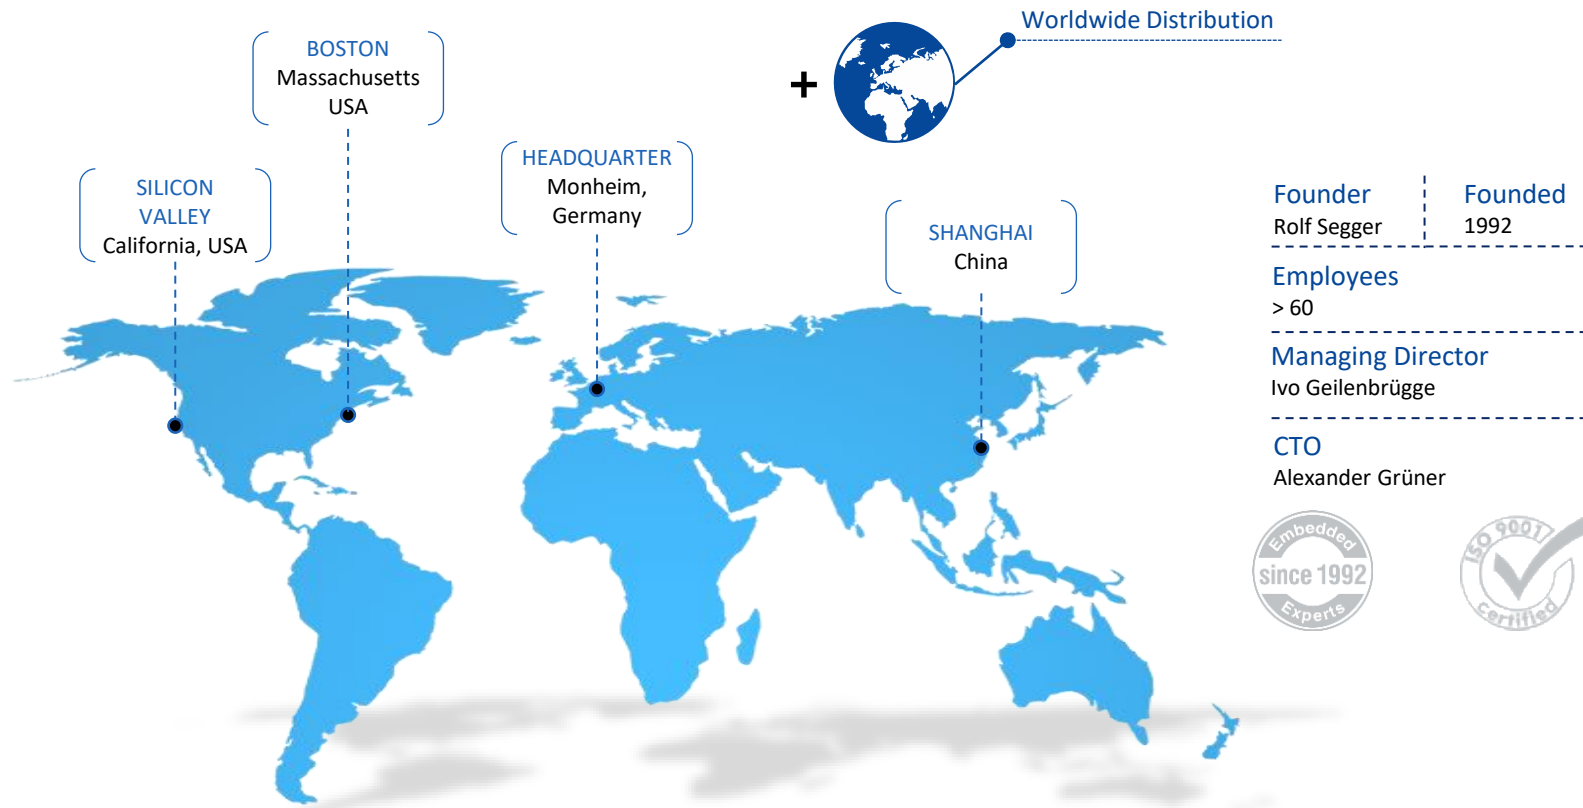 Worldwide Distribution
+
BOSTON
Massachusetts
USA
HEADQUARTER
Monheim,
Germany
SILICON
VALLEY
California, USA
SHANGHAI
China
Founder
Rolf Segger
Founded
1992
Employees
> 60
Managing Director
Ivo Geilenbrügge
CTO
Alexander Grüner
Embedded
since 1992
Experts
ISO 9001
certified